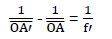 1/OA′ - 1/OA = 1/f′